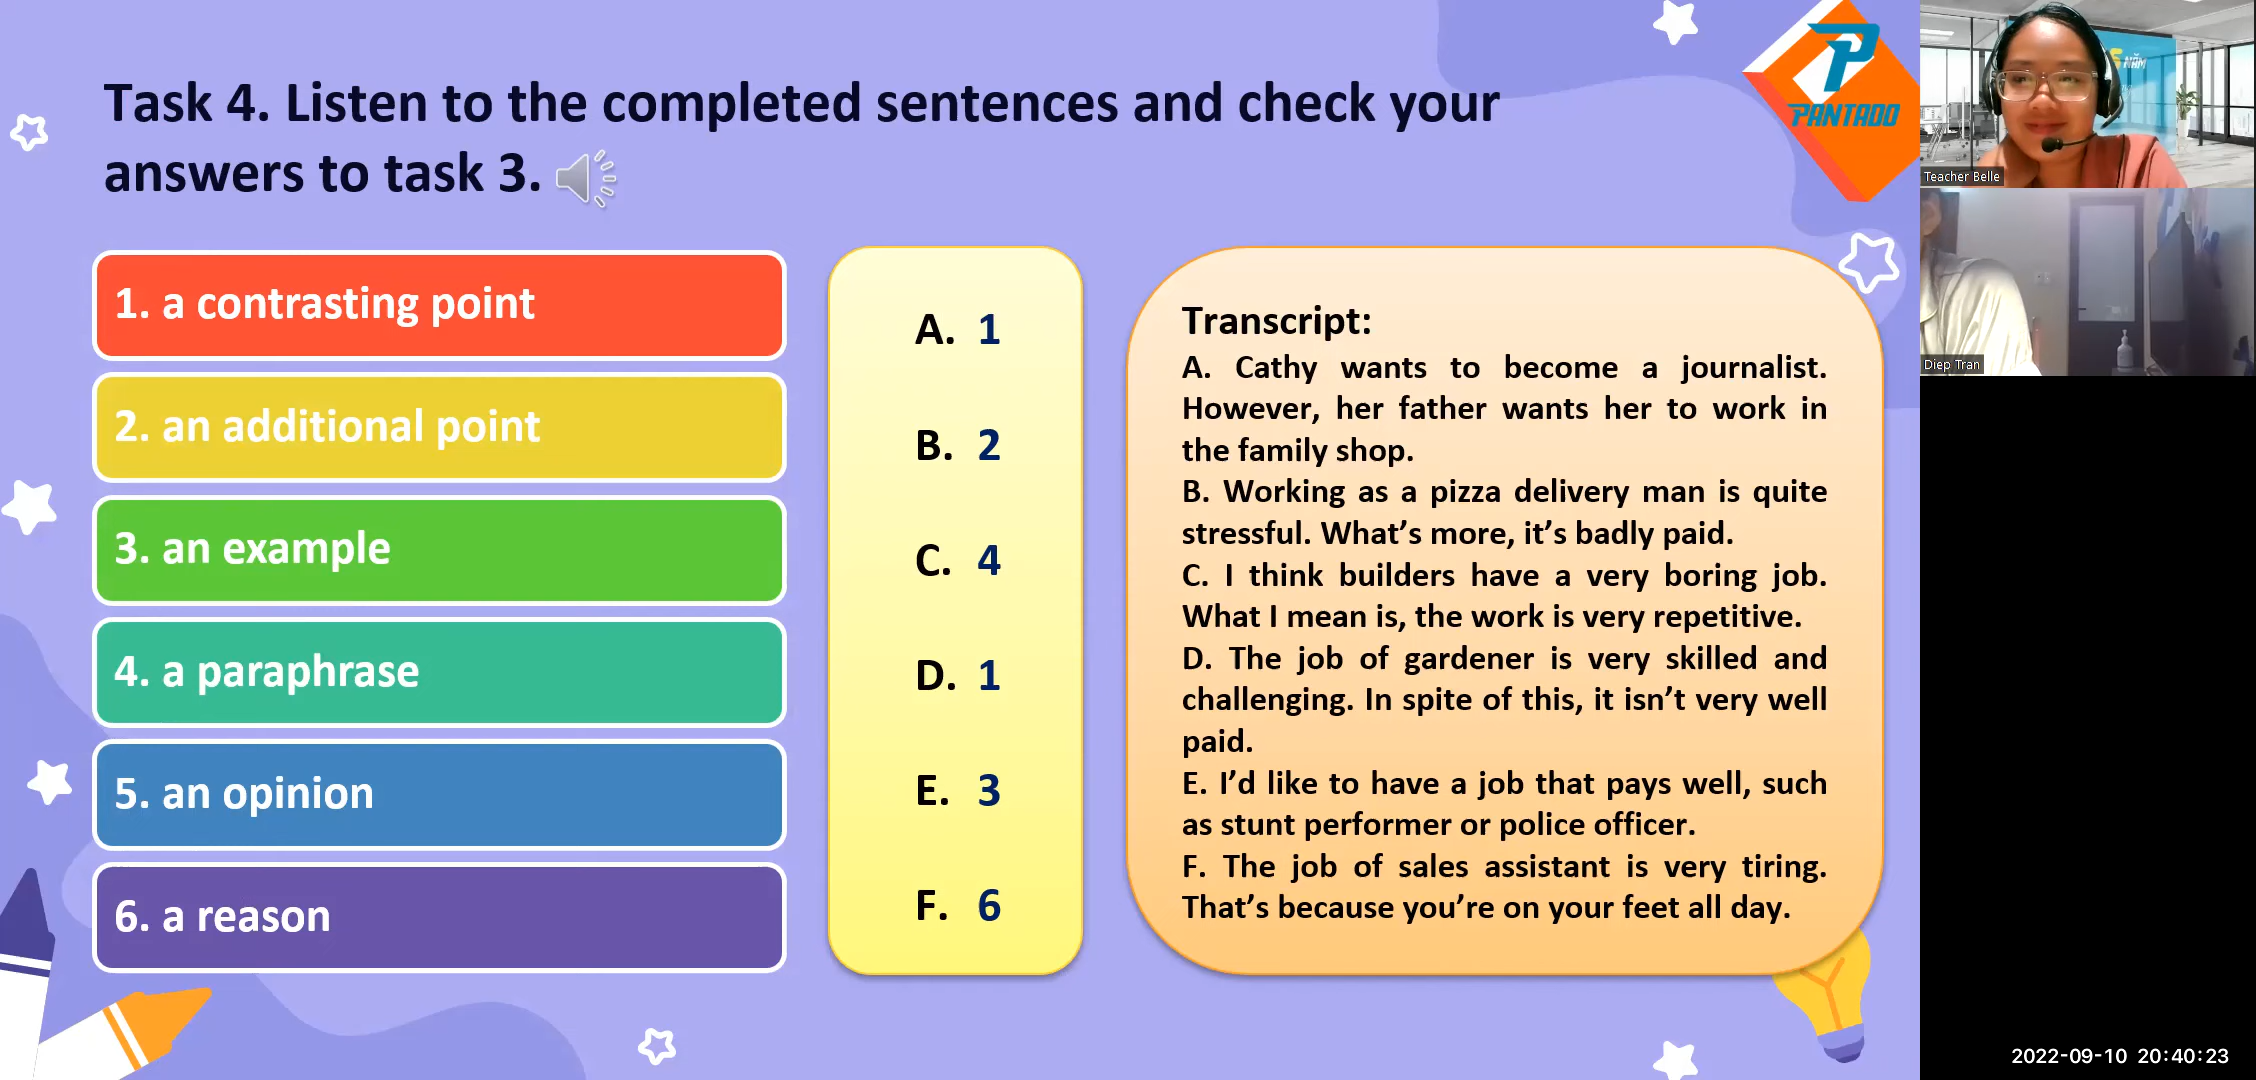 Task 4. Listen to the completed sentences and check your
answers to task 3.
1. a contrasting point
2. an additional point
3. an example
4. a paraphrase
5. an opinion
6. a reason
A. 1
B. 2
C. 4
D. 1
E. 3
F. 6
Transcript:
A. Cathy wants to become a journalist.
However, her father wants her to work in
the family shop.
B. Working as a pizza delivery man is quite
stressful. What’s more, it’s badly paid.
C. I think builders have a very boring job.
What I mean is, the work is very repetitive.
D. The job of gardener is very skilled and
challenging. In spite of this, it isn’t very well
paid.
E. I’d like to have a job that pays well, such
as stunt performer or police officer.
F. The job of sales assistant is very tiring.
That’s because you’re on your feet all day.
PANTADO
5 NĂM
Teacher Belle
Diep Tran
2022-09-10 20:40:23